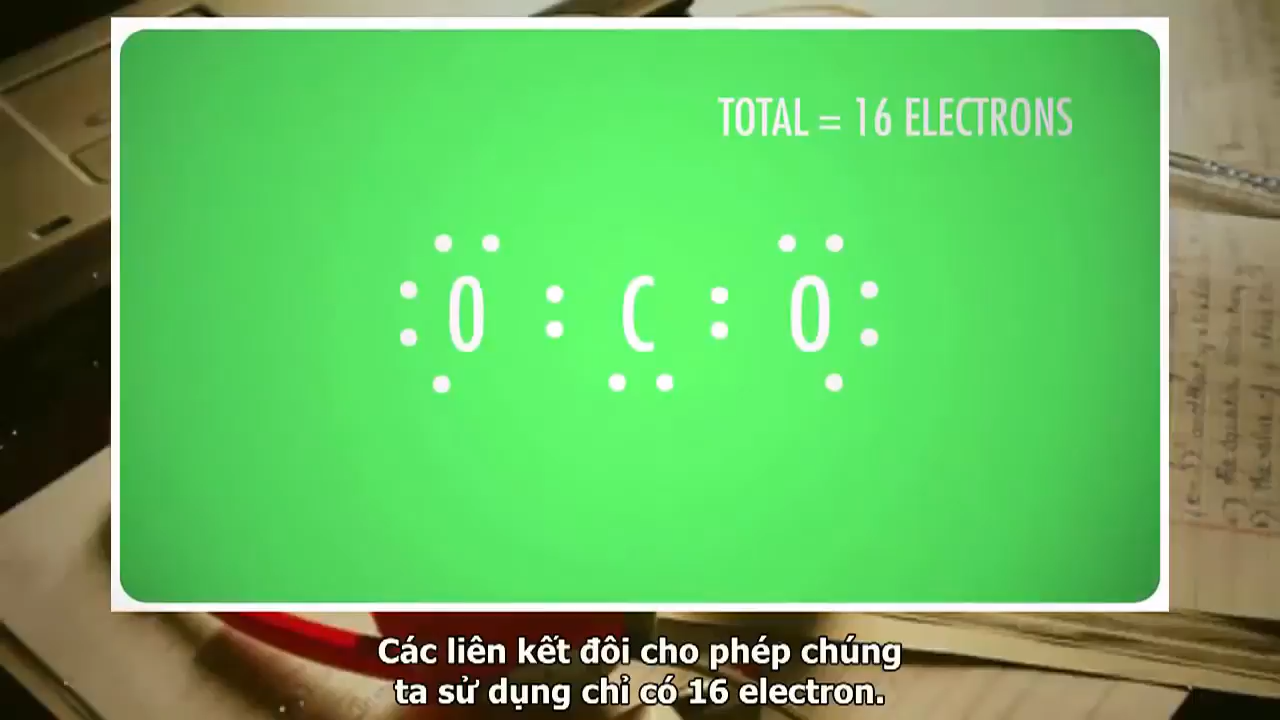 TOTAL = 16 ELECTRONS
O : C : O
Các liên kết đôi cho phép chúng
ta sử dụng chỉ có 16 electron.